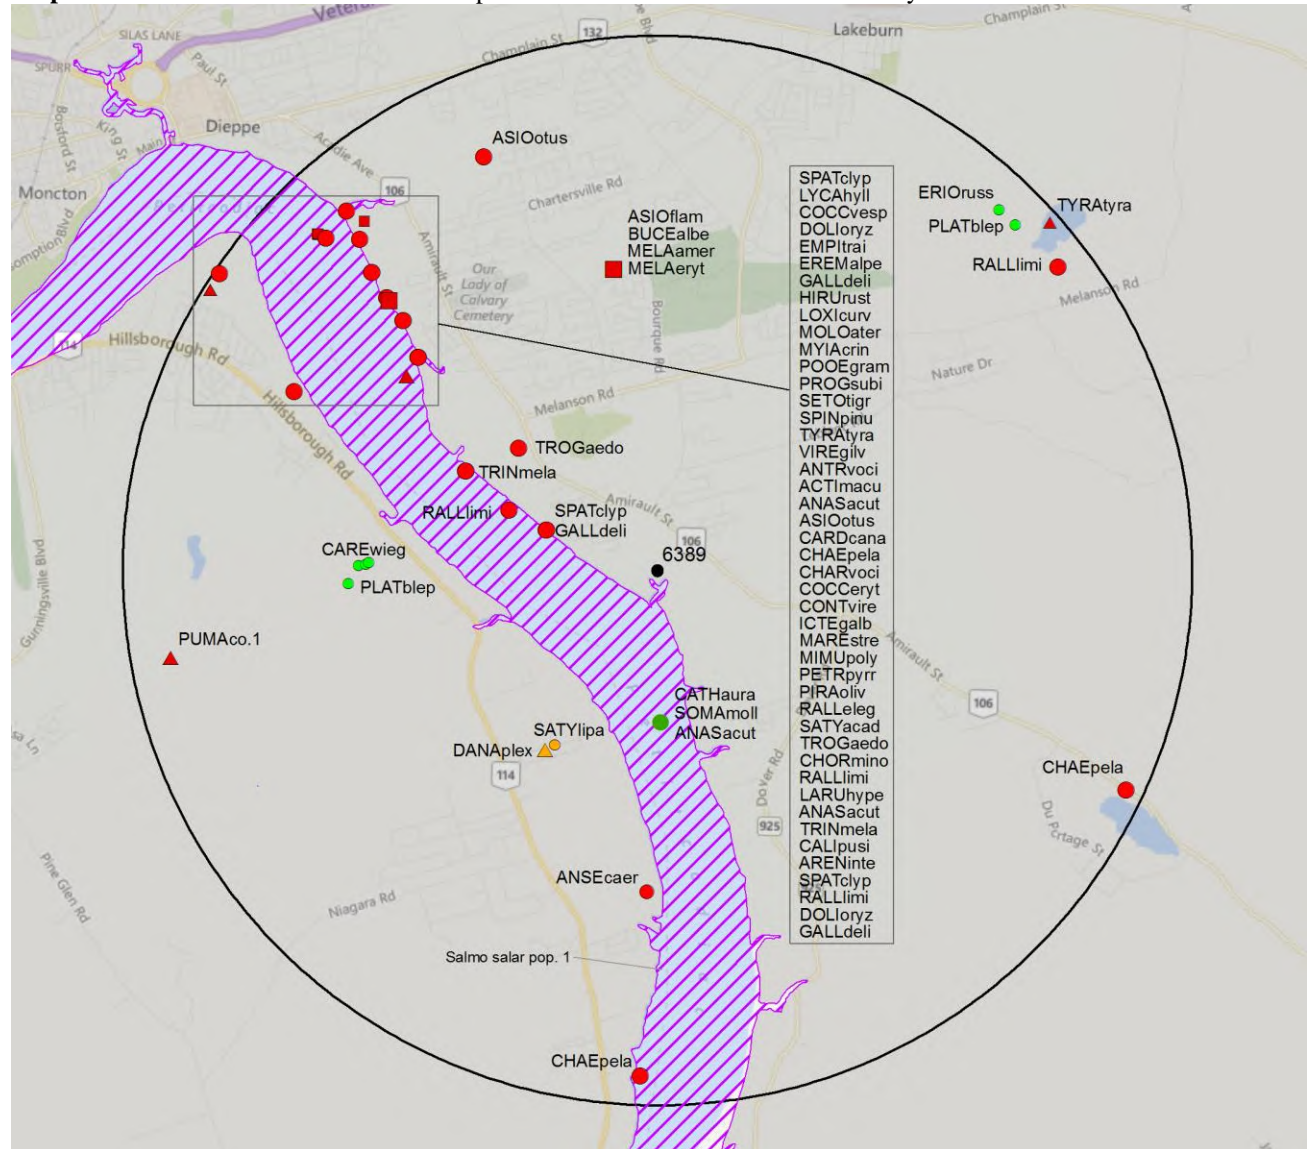 Veter
SILAS LANE
SPURR
Paul St
Botsford St
King St
Main
Dieppe
Acadie Ave
Champlain St
132
Lakeburn
Champlain St
Moncton
106
ASIOotus
Chartersville Rd
Amirault St
Our
Lady of
Calvary
Cemetery
ASIOflam
BUCEalbe
MELAamer
MELAeryt
Bourque Rd
ERIOruss
PLATblep
TYRAtyra
RALLlimi
Melanson Rd
Nature Dr
114
Hillsborough Rd
Hillsborough Rd
Melanson Rd
TROGaedo
TRINmela
RALLlimi
SPATclyp
GALLdeli
Amirault St
106
6389
CAREwieg
PLATblep
Gunningsville Blvd
PUMAco.1
CATHaura
SOMAmoll
ANASacut
SATYlipa
DANAplex
114
Dover Rd
925
Amirault St
106
CHAEpela
Du Portage St
ANSEcaer
Niagara Rd
Pine Glen Rd
Salmo salar pop. 1
CHAEpela
SPATclyp
LYCAhyll
COCCvesp
DOLIoryz
EMPItrai
EREMalpe
GALLdeli
HIRUrust
LOXIcurv
MOLOater
MYIAcrin
POOEgram
PROGsubi
SETOtigr
SPINpinu
TYRAtyra
VIREgilv
ANTRvoci
ACTImacu
ANASacut
ASIOotus
CARDcana
CHAEpela
CHARvoci
COCCeryt
CONTvire
ICTEgalb
MAREstre
MIMUpoly
PETRpyrr
PIRAoliv
RALLeleg
SATYacad
TROGaedo
CHORmino
RALLlimi
LARUhype
ANASacut
TRINmela
CALIpusi
ARENinte
SPATclyp
RALLlimi
DOLIoryz
GALLdeli